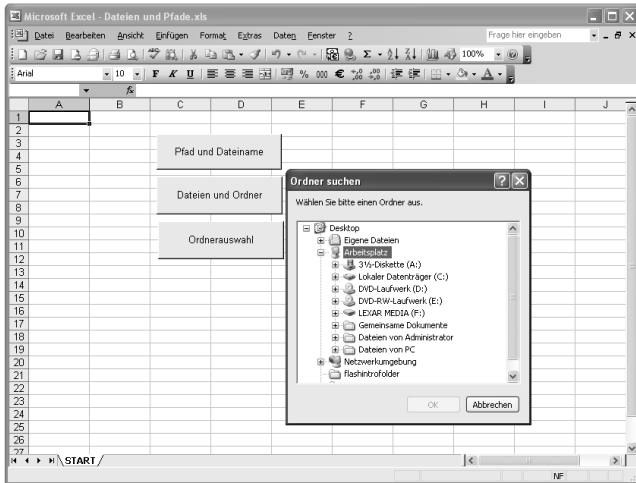 Microsoft Excel - Dateien und Pfade.xls
Datei Bearbeiten Ansicht Einfügen Format Extras Daten Fenster ? Frage hier eingeben
100%
Arial 10 F K U % 000 €
fx
A B C D E F G H I J
1
2
3
4
5
6
7
8
9
10
11
12
13
14
15
16
17
18
19
20
21
22
23
24
25
26
27
Pfad und Dateiname
Dateien und Ordner
Ordnerauswahl
Ordner suchen
Wählen Sie bitte einen Ordner aus.
Desktop
Eigene Dateien
Arbeitsplatz
3½-Diskette (A:)
Lokaler Datenträger (C:)
DVD-Laufwerk (D:)
DVD-RW-Laufwerk (E:)
LEXAR MEDIA (F:)
Gemeinsame Dokumente
Dateien von Administrator
Dateien von PC
Netzwerkumgebung
flashintrofolder
OK Abbrechen
START
NF